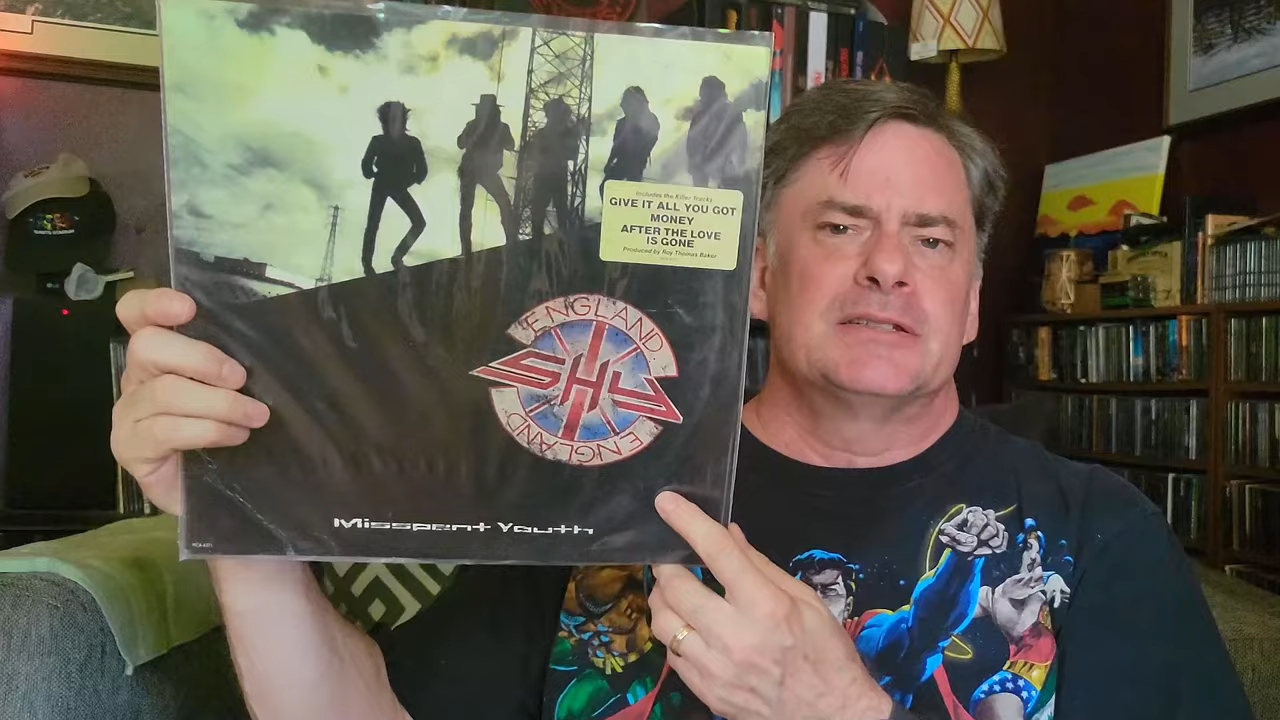 Includes the Killer Tracks
GIVE IT ALL YOU GOT
MONEY
AFTER THE LOVE
IS GONE
Produced by Roy Thomas Baker
ENGLAND
SHY
ENGLAND
ENGLAND
Misspent Youth